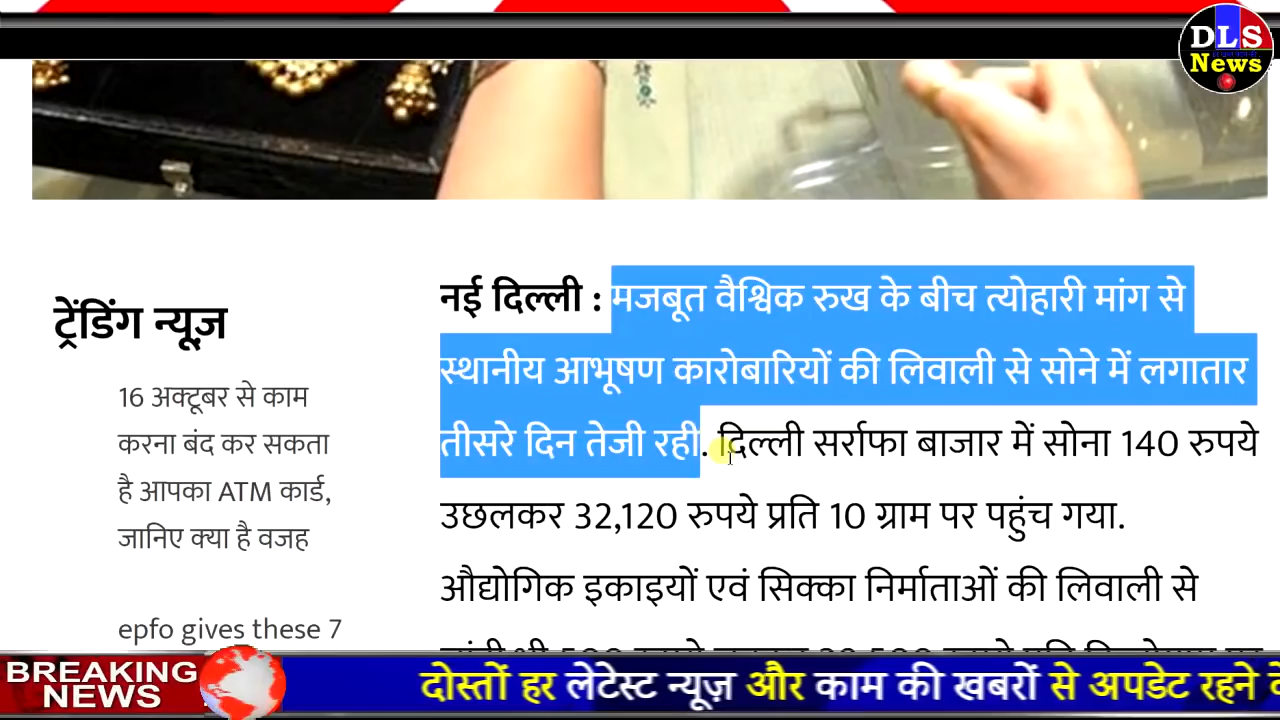 DLS
News
नई दिल्ली : मजबूत वैश्विक रुख के बीच त्योहारी मांग से
स्थानीय आभूषण कारोबारियों की लिवाली से सोने में लगातार
तीसरे दिन तेजी रही. दिल्ली सर्राफा बाजार में सोना 140 रुपये
उछलकर 32,120 रुपये प्रति 10 ग्राम पर पहुंच गया.
औद्योगिक इकाइयों एवं सिक्का निर्माताओं की लिवाली से
ट्रेंडिंग न्यूज़
16 अक्टूबर से काम
करना बंद कर सकता
है आपका ATM कार्ड,
जानिए क्या है वजह
epfo gives these 7
BREAKING
NEWS
दोस्तों हर लेटेस्ट न्यूज़ और काम की खबरों से अपडेट रहने